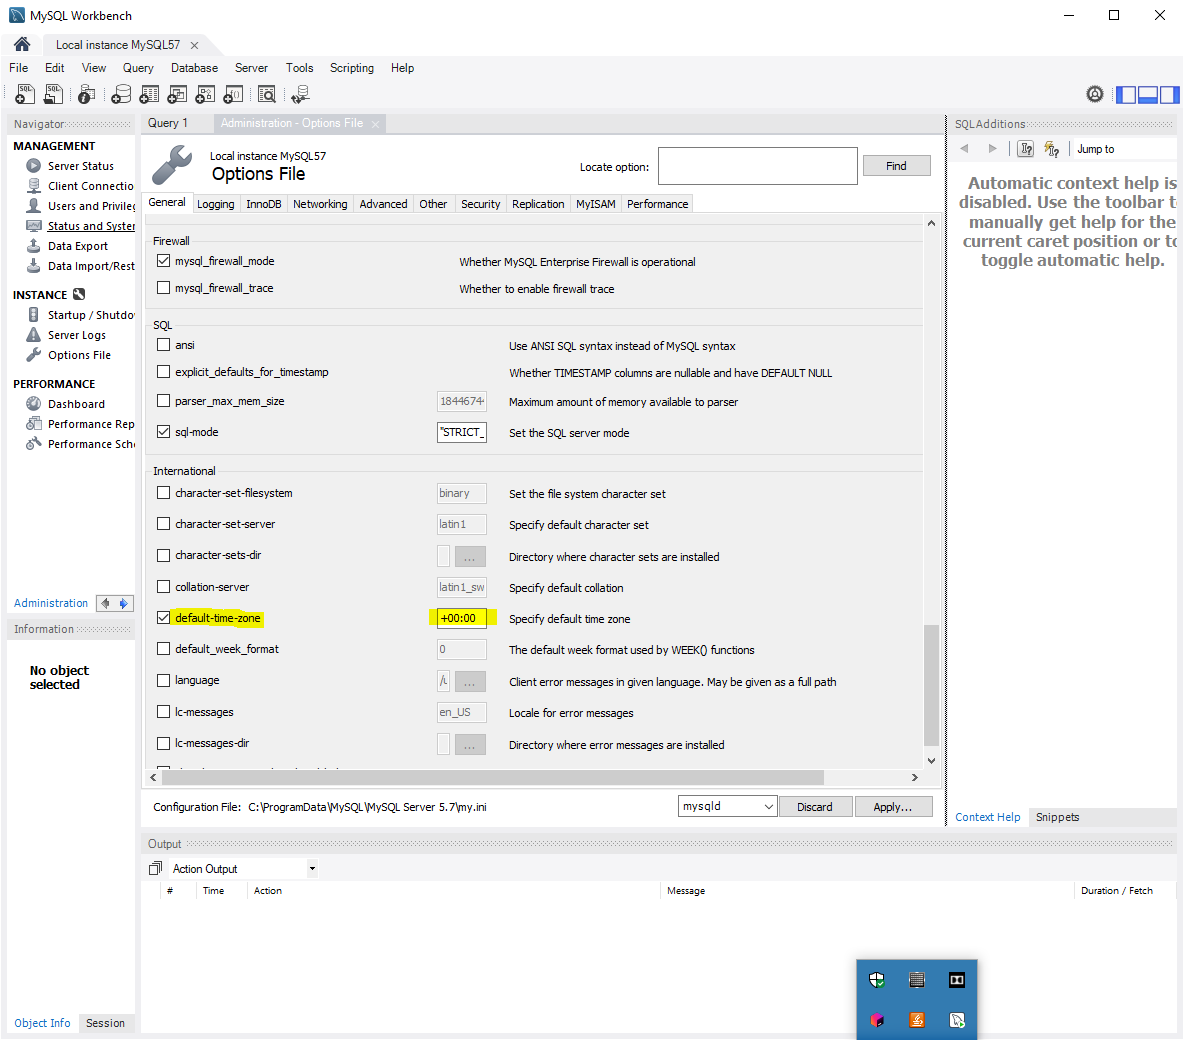 MySQL Workbench
Local instance MySQL57
File Edit View Query Database Server Tools Scripting Help
Navigator
MANAGEMENT
Server Status
Client Connectio
Users and Privileg
Status and System
Data Export
Data Import/Rest
INSTANCE
Startup / Shutdo
Server Logs
Options File
PERFORMANCE
Dashboard
Performance Rep
Performance Sche
Administration
Information
No object
selected
Object Info Session
Query 1 Administration - Options File
Local instance MySQL57
Options File
Locate option: Find
General Logging InnoDB Networking Advanced Other Security Replication MyISAM Performance
Firewall
mysql_firewall_mode Whether MySQL Enterprise Firewall is operational
mysql_firewall_trace Whether to enable firewall trace
SQL
ansi Use ANSI SQL syntax instead of MySQL syntax
explicit_defaults_for_timestamp Whether TIMESTAMP columns are nullable and have DEFAULT NULL
parser_max_mem_size 1844674 Maximum amount of memory available to parser
sql-mode "STRICT_ Set the SQL server mode
International
character-set-filesystem binary Set the file system character set
character-set-server latin1 Specify default character set
character-sets-dir ... Directory where character sets are installed
collation-server latin1_sw Specify default collation
default-time-zone +00:00 Specify default time zone
default_week_format 0 The default week format used by WEEK() functions
language ... Client error messages in given language. May be given as a full path
lc-messages en_US Locale for error messages
lc-messages-dir ... Directory where error messages are installed
Configuration File: C:\ProgramData\MySQL\MySQL Server 5.7\my.ini mysqld Discard Apply...
SQLAdditions
Jump to
Automatic context help is
disabled. Use the toolbar t
manually get help for the
current caret position or to
toggle automatic help.
Context Help Snippets
Output
Action Output
# Time Action Message Duration / Fetch